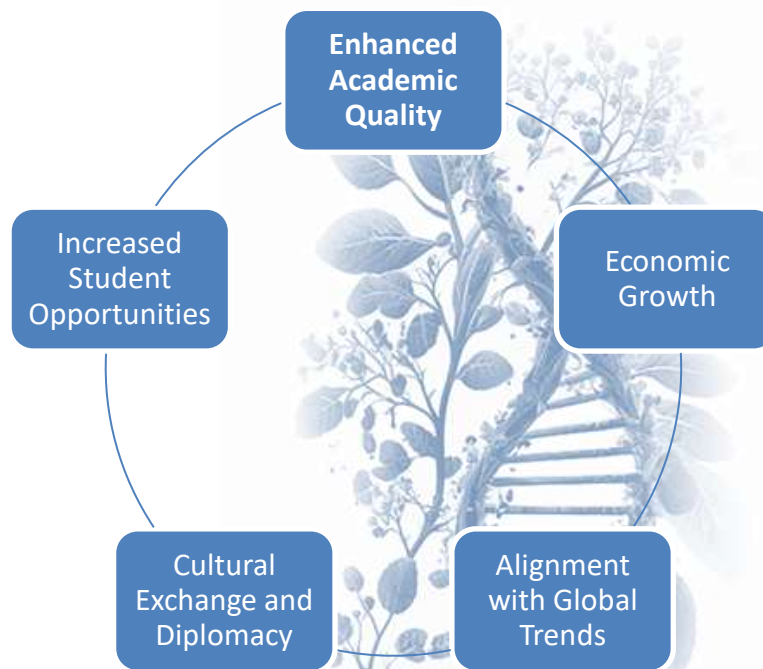 Enhanced
Academic
Quality
Economic
Growth
Alignment
with Global
Trends
Cultural
Exchange and
Diplomacy
Increased
Student
Opportunities